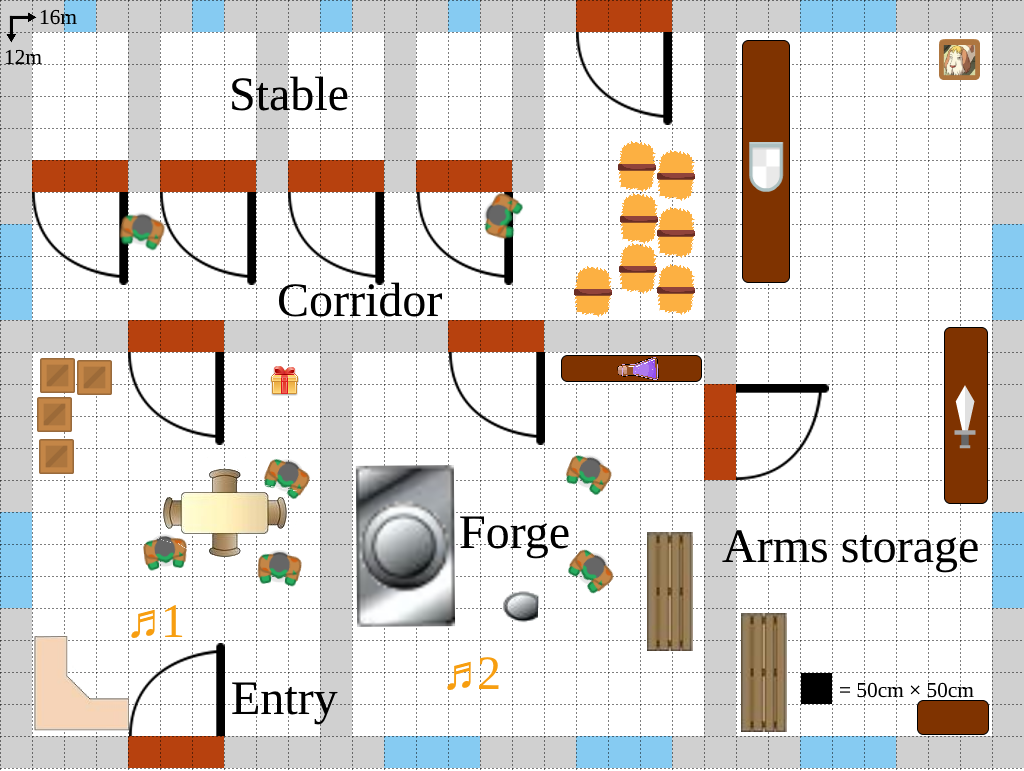 16m
12m
Stable
Corridor
Forge
Arms storage
♬1
♬2
Entry
= 50cm × 50cm